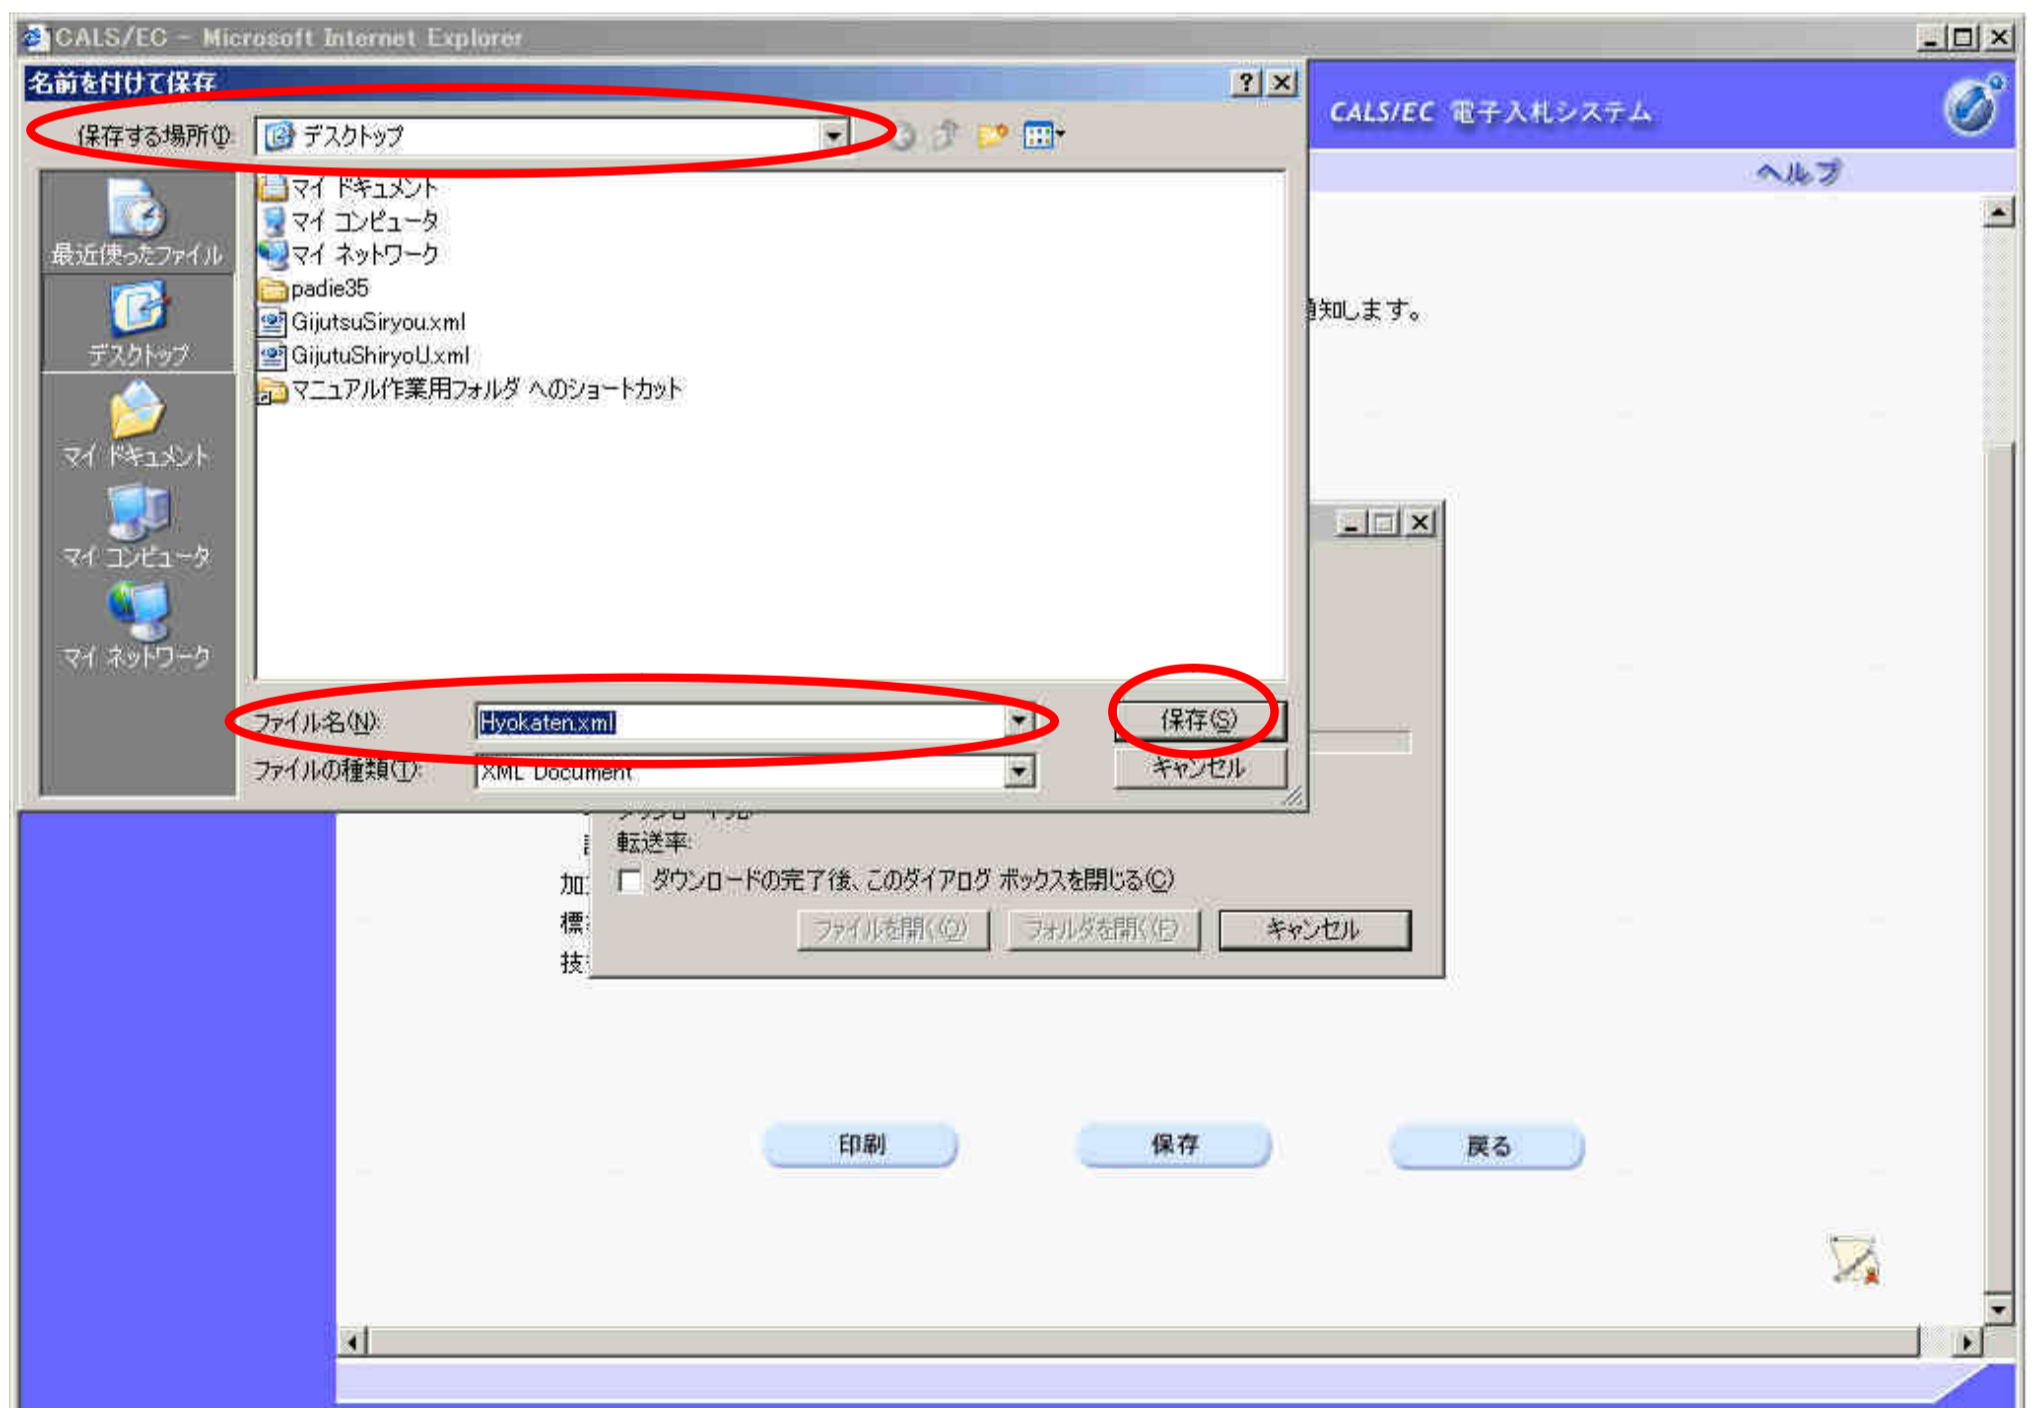 CALS/EC - Microsoft Internet Explorer
名前を付けて保存
保存する場所(I):
デスクトップ
CALS/EC 電子入札システム
ヘルプ
最近使ったファイル
デスクトップ
マイ ドキュメント
マイ コンピュータ
マイ ネットワーク
マイ ドキュメント
マイ コンピュータ
マイ ネットワーク
padie35
GijutsuSiryou.xml
GijutuShiryoU.xml
マニュアル作業用フォルダ へのショートカット
知します。
ファイル名(N):
Hyokaten.xml
保存(S)
ファイルの種類(T):
XML Document
キャンセル
転送率:
ダウンロードの完了後、このダイアログ ボックスを閉じる(C)
ファイルを開く(O)
フォルダを開く(F)
キャンセル
加
標
技
印刷
保存
戻る